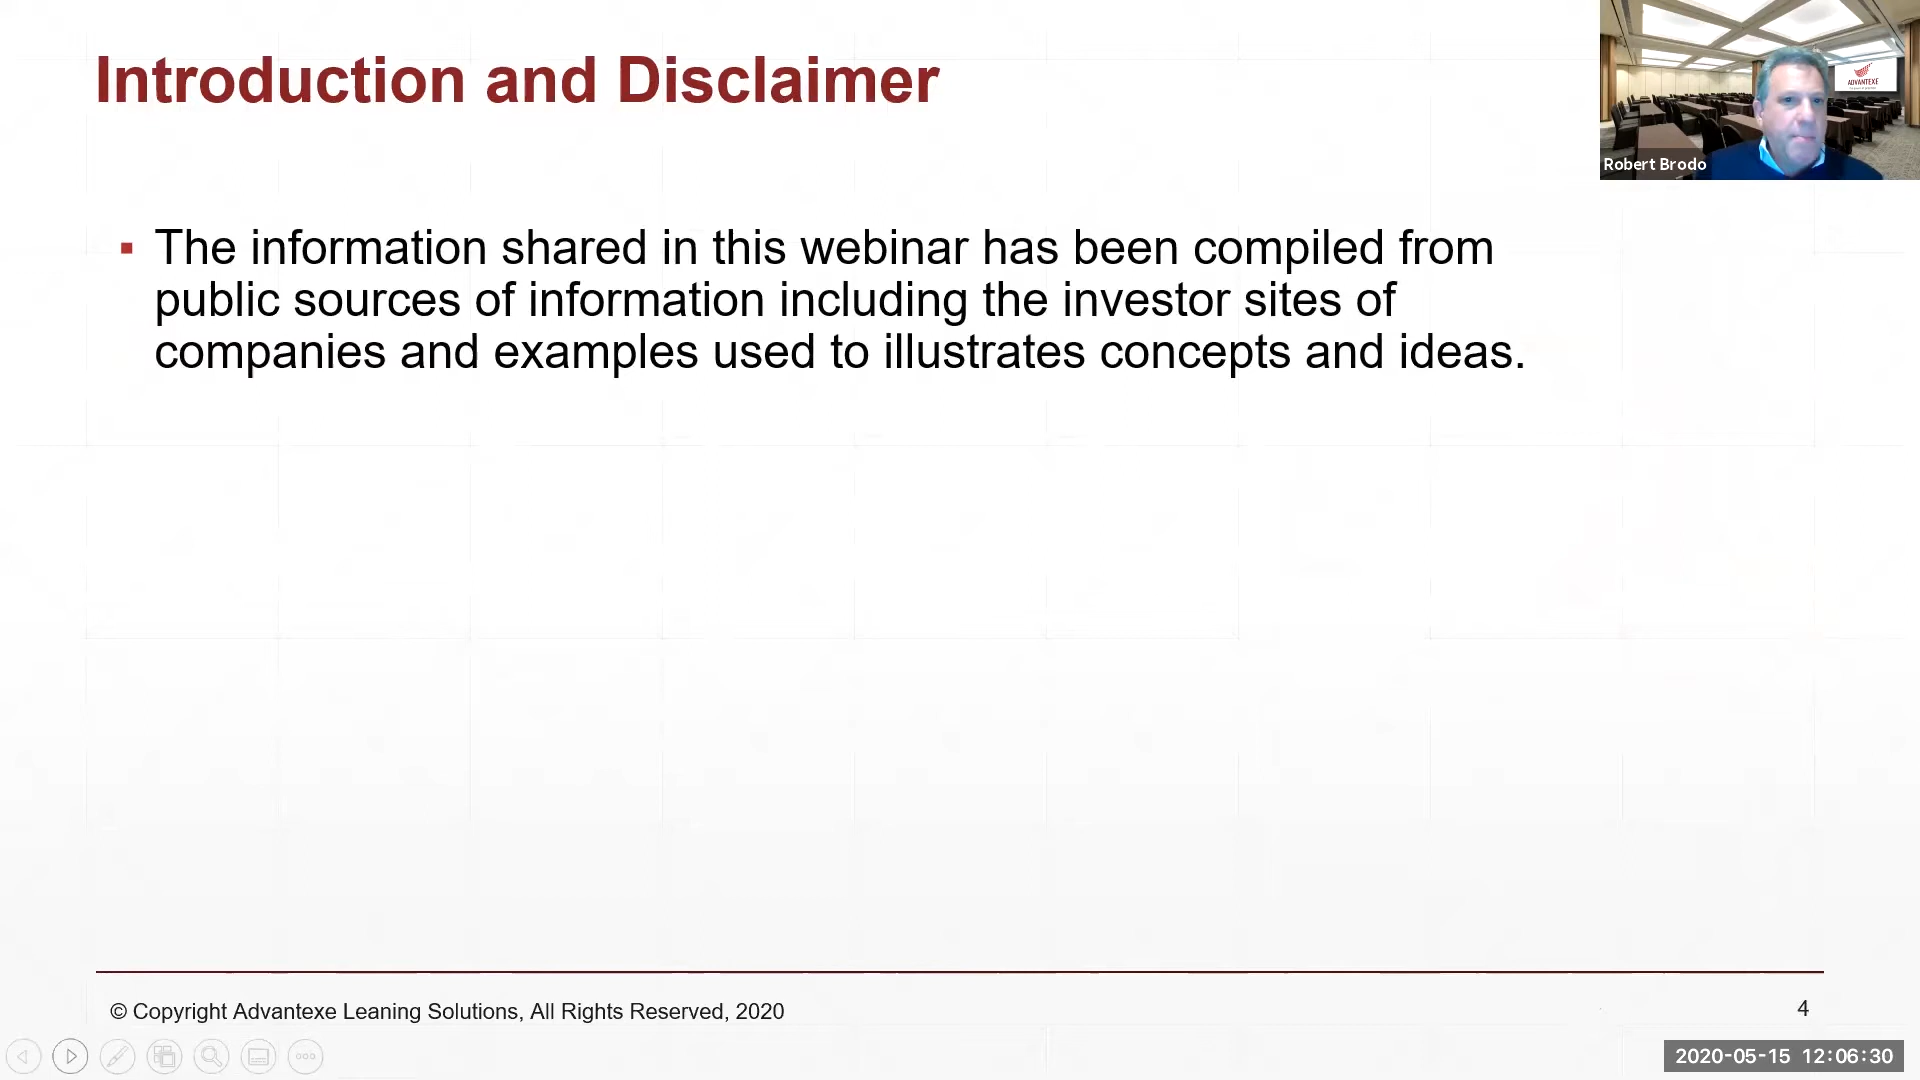 Introduction and Disclaimer
ADVANTEXE
Robert Brodo
▪ The information shared in this webinar has been compiled from
public sources of information including the investor sites of
companies and examples used to illustrates concepts and ideas.
© Copyright Advantexe Leaning Solutions, All Rights Reserved, 2020
4
2020-05-15 12:06:30